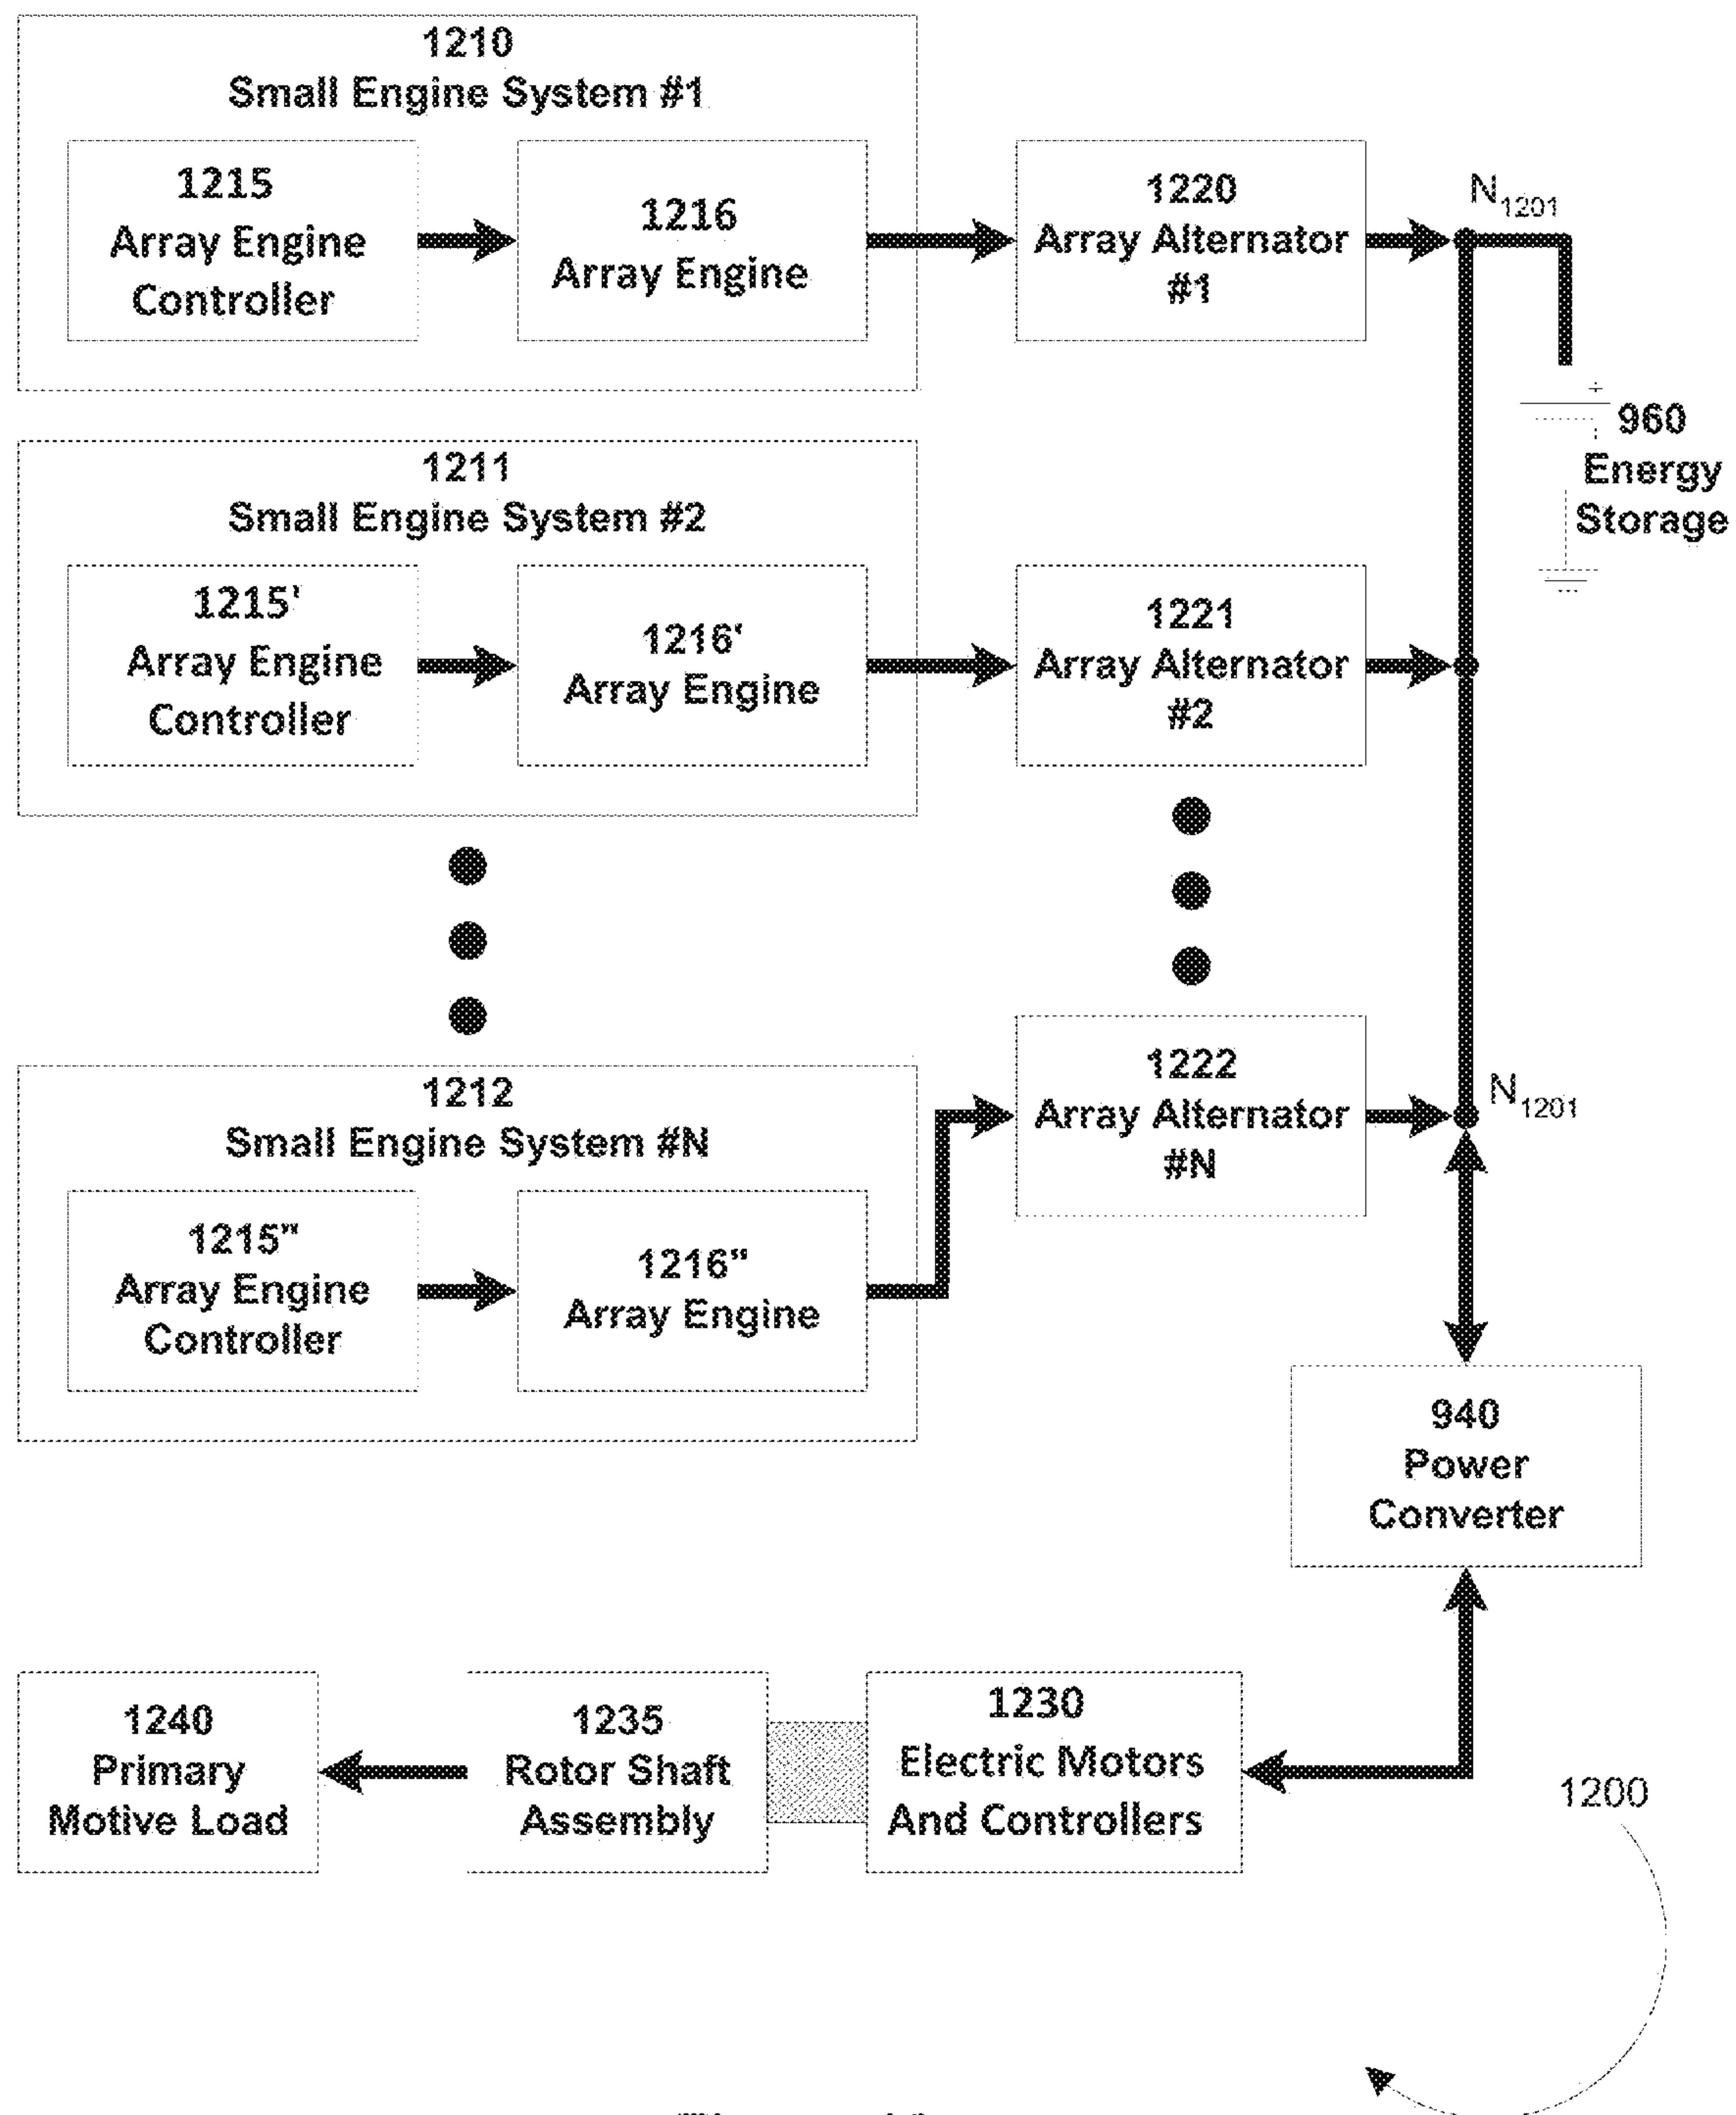 1210
Small Engine System #1
1215
Array Engine
Controller
1216
Array Engine
1220
Array Alternator
#1
N1201
+
-
960
Energy
Storage
1211
Small Engine System #2
1215'
Array Engine
Controller
1216'
Array Engine
1221
Array Alternator
#2
1212
Small Engine System #N
1215"
Array Engine
Controller
1216"
Array Engine
1222
Array Alternator
#N
N1201
940
Power
Converter
1240
Primary
Motive Load
1235
Rotor Shaft
Assembly
1230
Electric Motors
And Controllers
1200